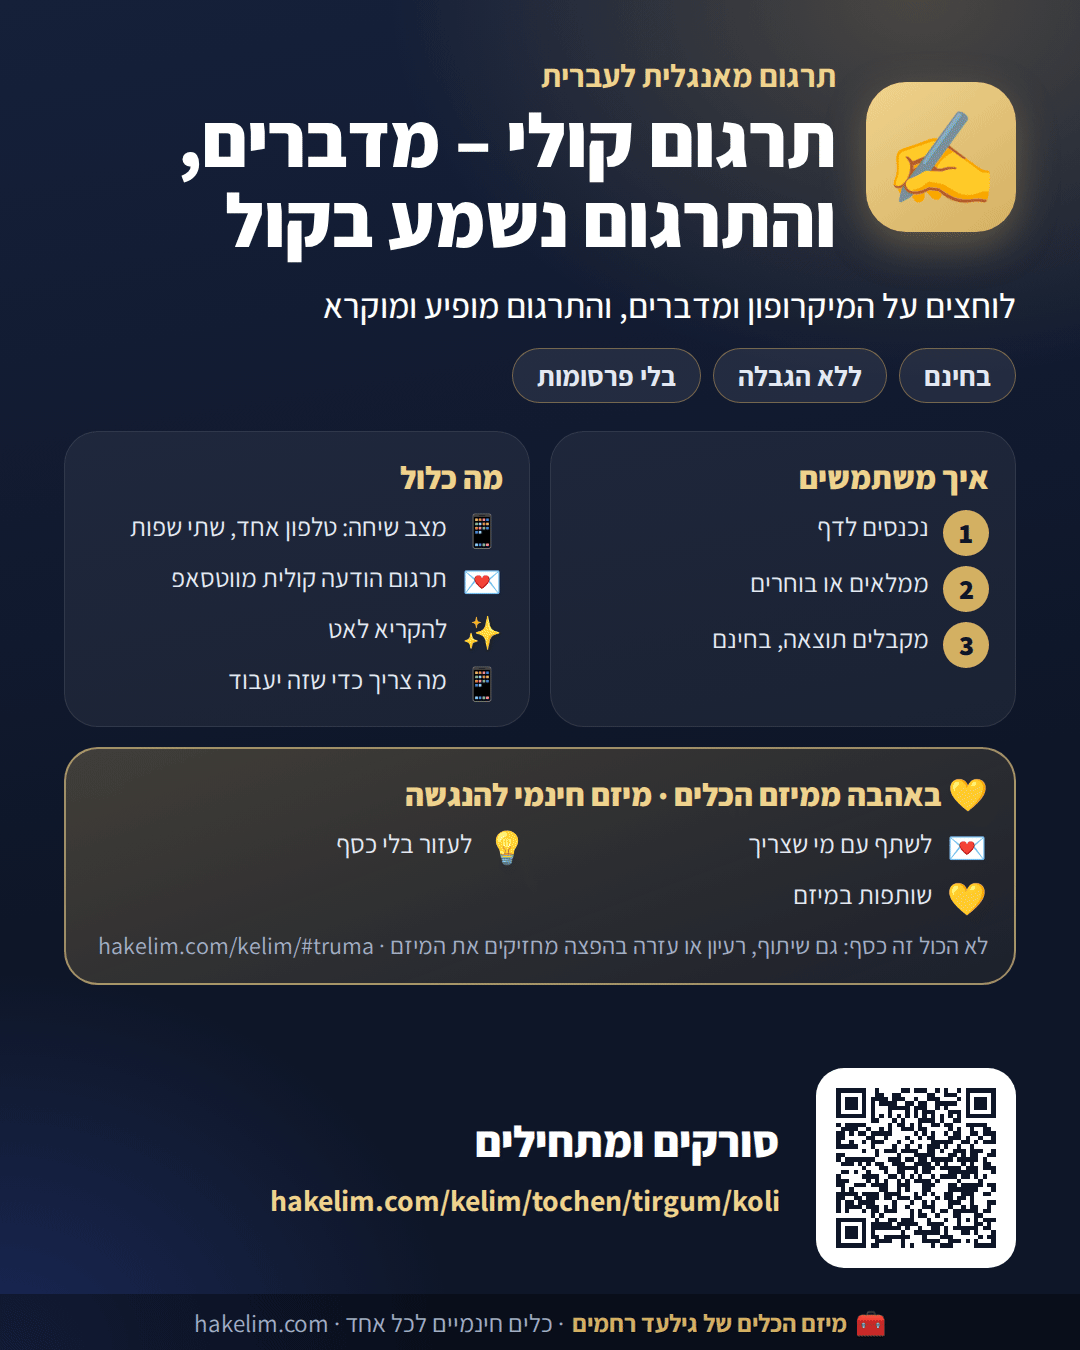 תרגום מאנגלית לעברית
תרגום קולי – מדברים,
והתרגום נשמע בקול
לוחצים על המיקרופון ומדברים, והתרגום מופיע ומוקרא
בחינם
ללא הגבלה
בלי פרסומות
איך משתמשים
1 נכנסים לדף
2 ממלאים או בוחרים
3 מקבלים תוצאה, בחינם
מה כלול
מצב שיחה: טלפון אחד, שתי שפות
תרגום הודעה קולית מווטסאפ
להקריא לאט
מה צריך כדי שזה יעבוד
באהבה ממיזם הכלים · מיזם חינמי להנגשה
לשתף עם מי שצריך
לעזור בלי כסף
שותפות במיזם
לא הכול זה כסף: גם שיתוף, רעיון או עזרה בהפצה מחזיקים את המיזם · hakelim.com/kelim/#truma
סורקים ומתחילים
hakelim.com/kelim/tochen/tirgum/koli
מיזם הכלים של גילעד רחמים · כלים חינמיים לכל אחד · hakelim.com